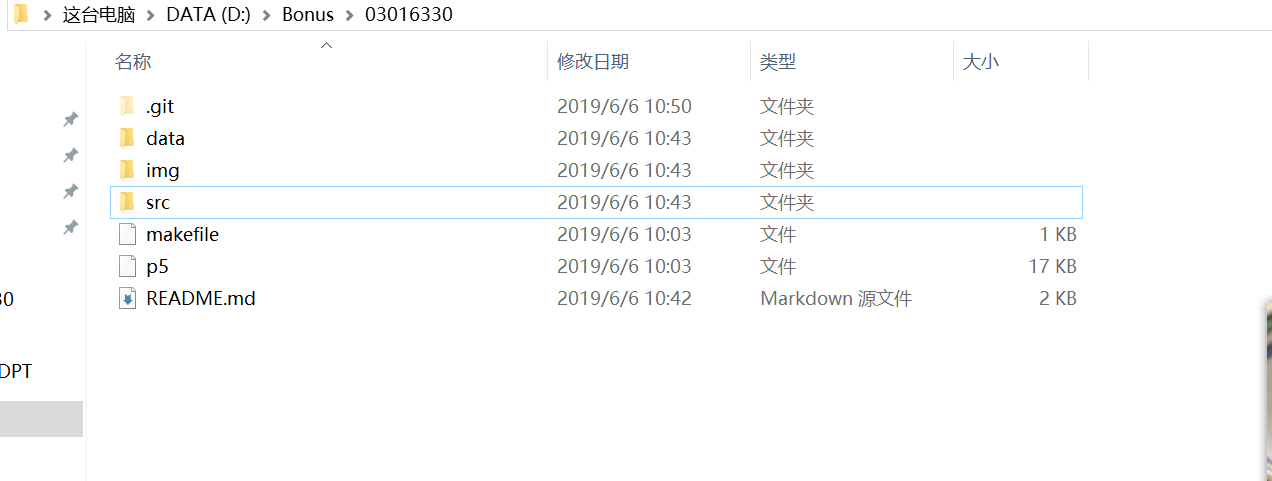 这台电脑 DATA (D:) Bonus 03016330
名称 修改日期 类型 大小
.git 2019/6/6 10:50 文件夹
data 2019/6/6 10:43 文件夹
img 2019/6/6 10:43 文件夹
src 2019/6/6 10:43 文件夹
makefile 2019/6/6 10:03 文件 1 KB
p5 2019/6/6 10:03 文件 17 KB
README.md 2019/6/6 10:42 Markdown 源文件 2 KB
30
DPT